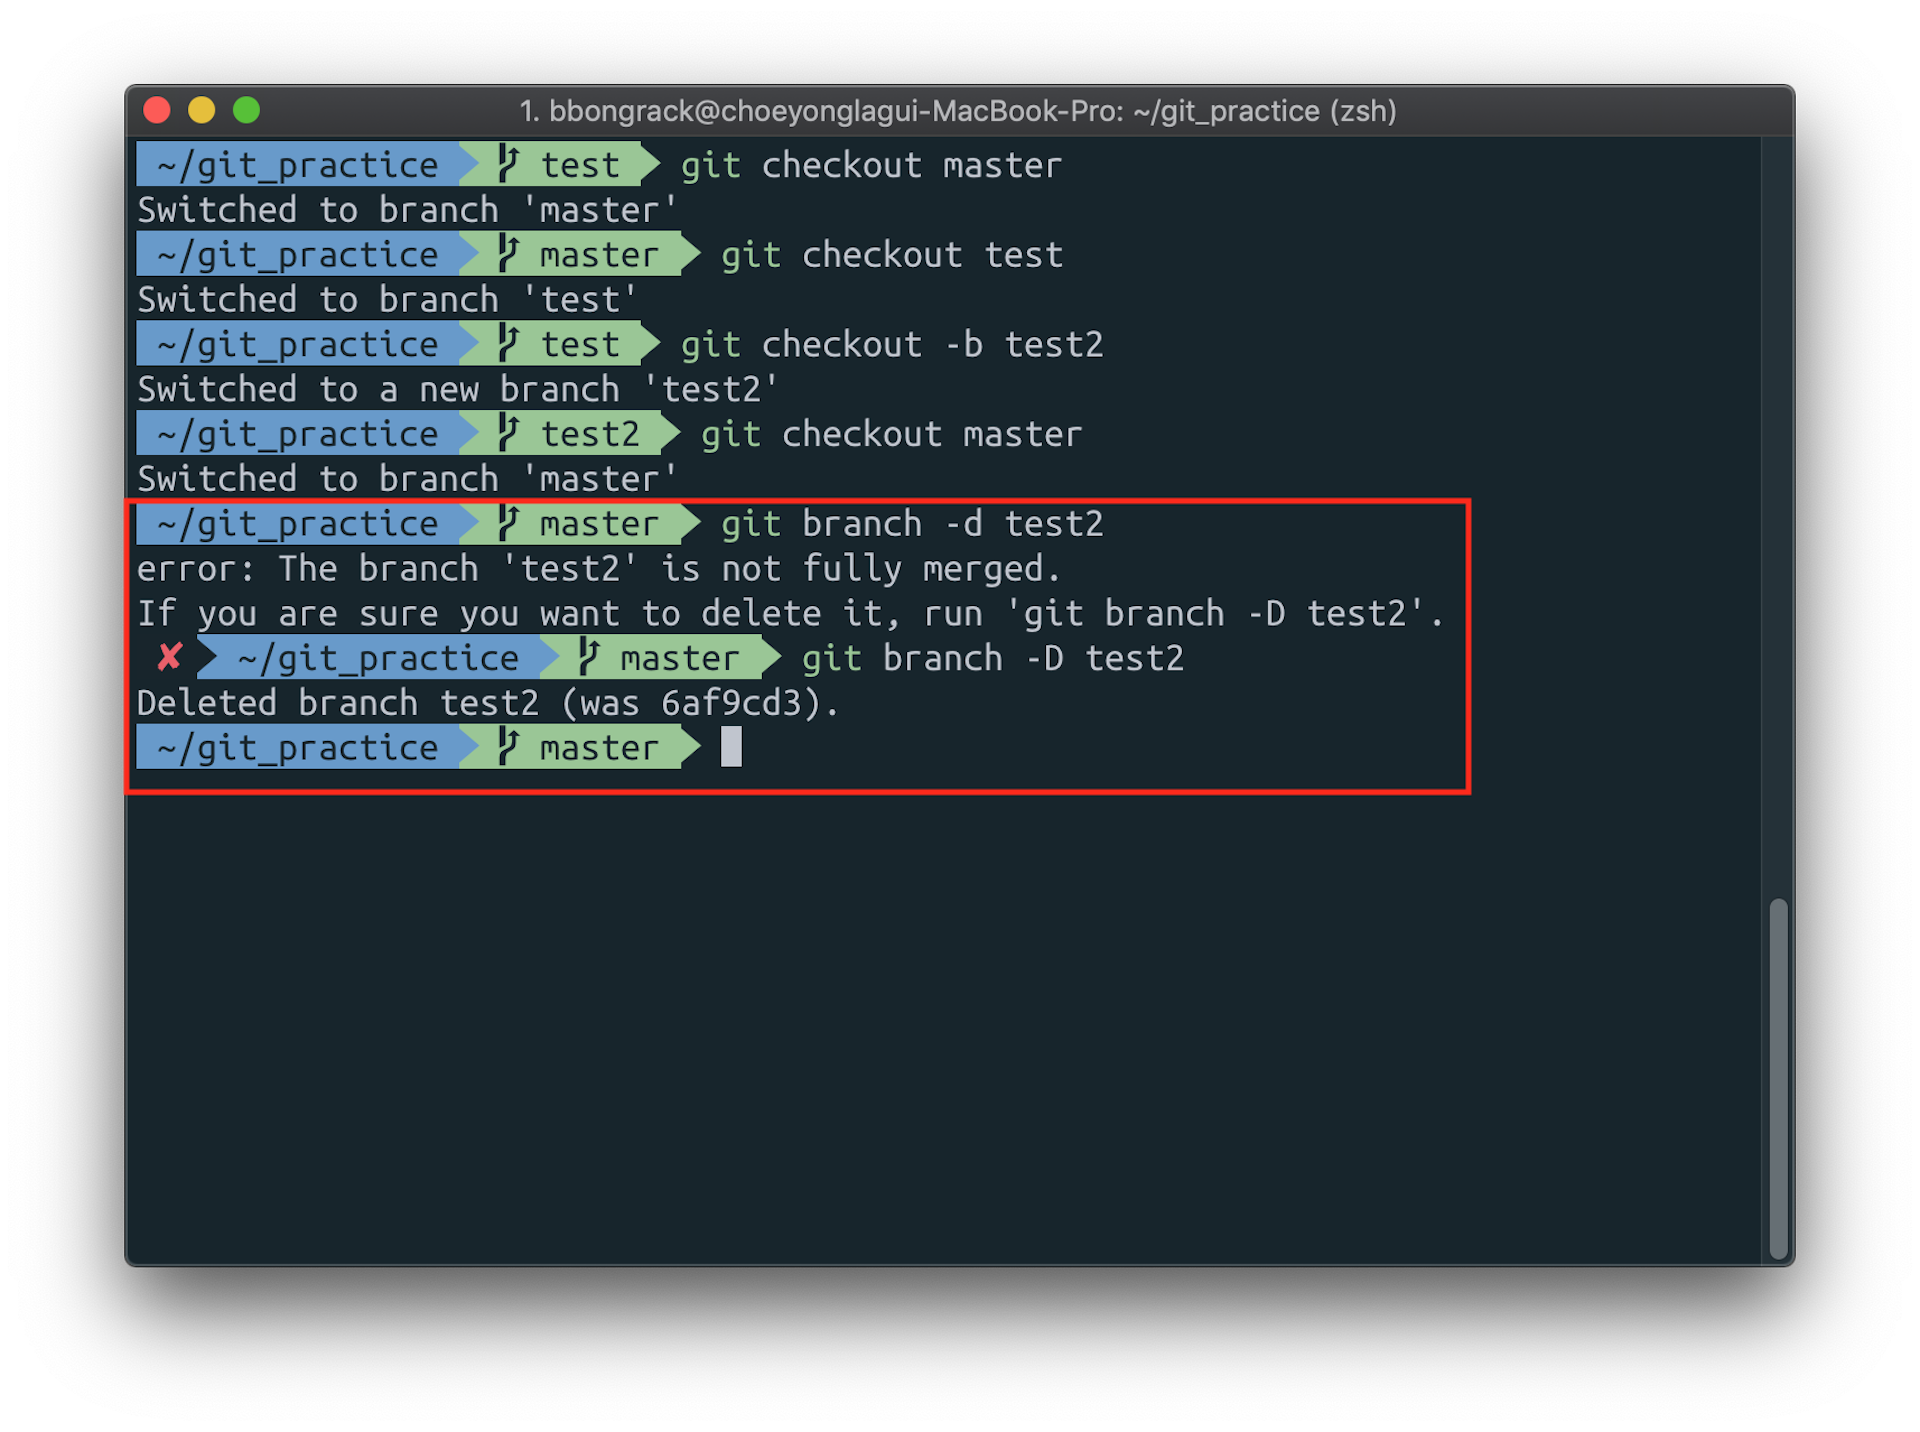 1. bbongrack@choeyonglagui-MacBook-Pro: ~/git_practice (zsh)
~/git_practice test git checkout master
Switched to branch 'master'
~/git_practice master git checkout test
Switched to branch 'test'
~/git_practice test git checkout -b test2
Switched to a new branch 'test2'
~/git_practice test2 git checkout master
Switched to branch 'master'
~/git_practice master git branch -d test2
error: The branch 'test2' is not fully merged.
If you are sure you want to delete it, run 'git branch -D test2'.
✘ ~/git_practice master git branch -D test2
Deleted branch test2 (was 6af9cd3).
~/git_practice master